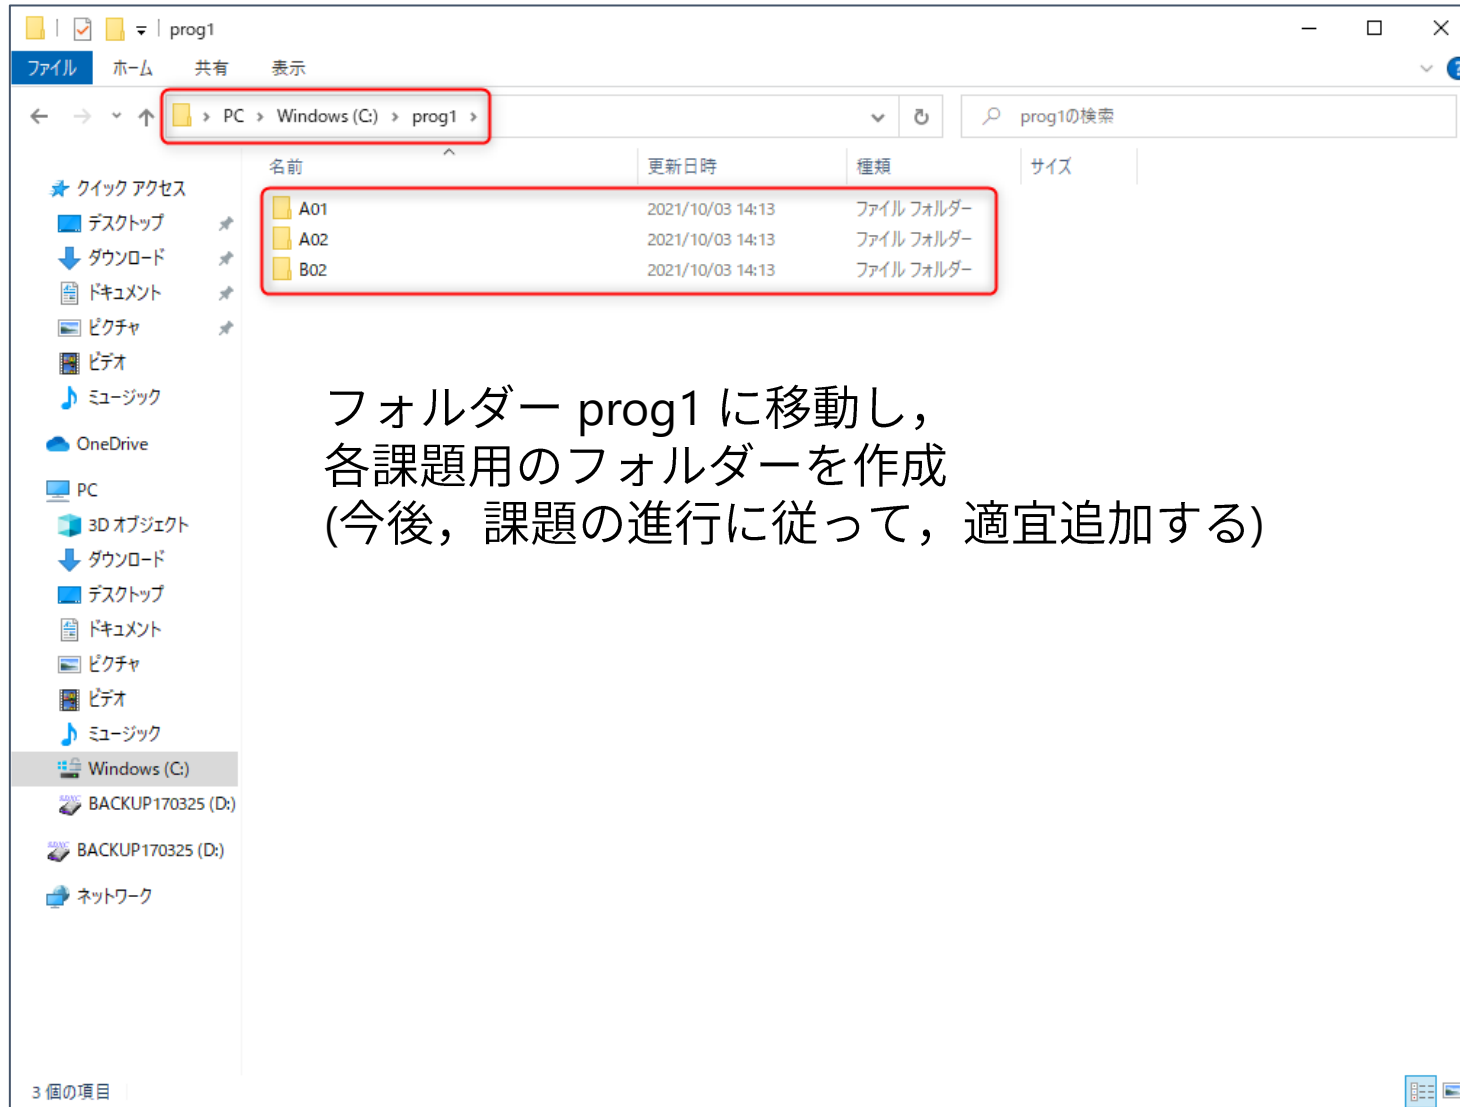 prog1
ファイル ホーム 共有 表示
PC Windows (C:) prog1
prog1の検索
名前 更新日時 種類 サイズ
A01 2021/10/03 14:13 ファイル フォルダー
A02 2021/10/03 14:13 ファイル フォルダー
B02 2021/10/03 14:13 ファイル フォルダー
クイック アクセス
デスクトップ
ダウンロード
ドキュメント
ピクチャ
ビデオ
ミュージック
OneDrive
PC
3D オブジェクト
ダウンロード
デスクトップ
ドキュメント
ピクチャ
ビデオ
ミュージック
Windows (C:)
BACKUP170325 (D:)
BACKUP170325 (D:)
ネットワーク
フォルダー prog1 に移動し，
各課題用のフォルダーを作成
(今後，課題の進行に従って，適宜追加する)
3 個の項目